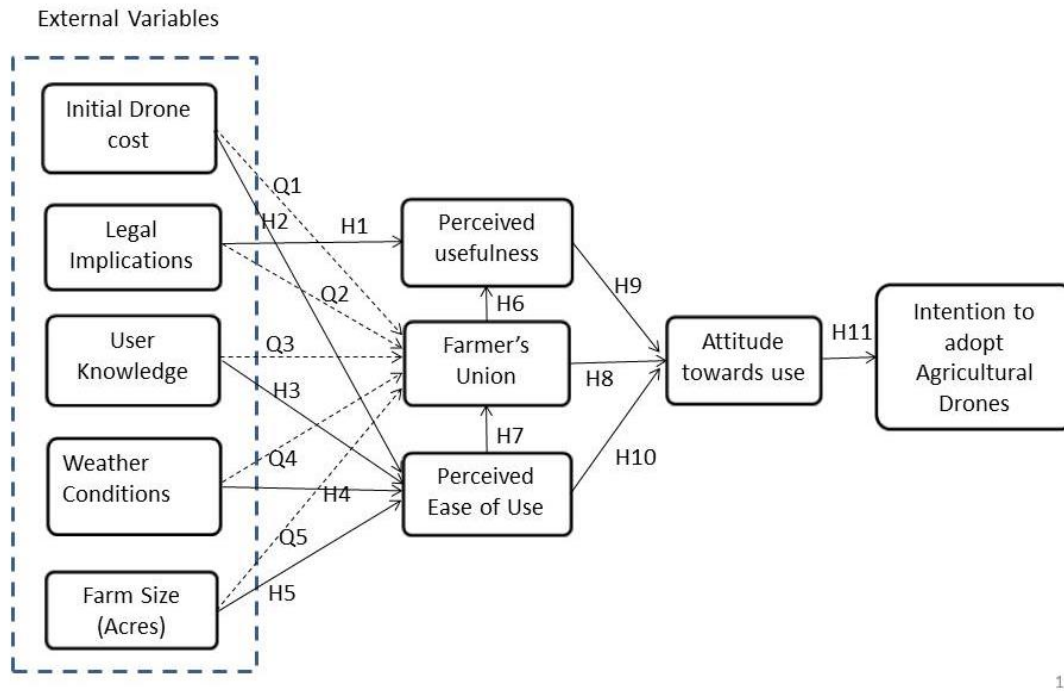 External Variables
Initial Drone
cost
Q1
H2
H1
Legal
Implications
Perceived
usefulness
Q2
H9
H6
User
Knowledge
Q3
H3
Farmer's
Union
H8
Attitude
towards use
H11
Intention to
adopt
Agricultural
Drones
H7
H10
Weather
Conditions
Q4
H4
Perceived
Ease of Use
Q5
H5
Farm Size
(Acres)
1